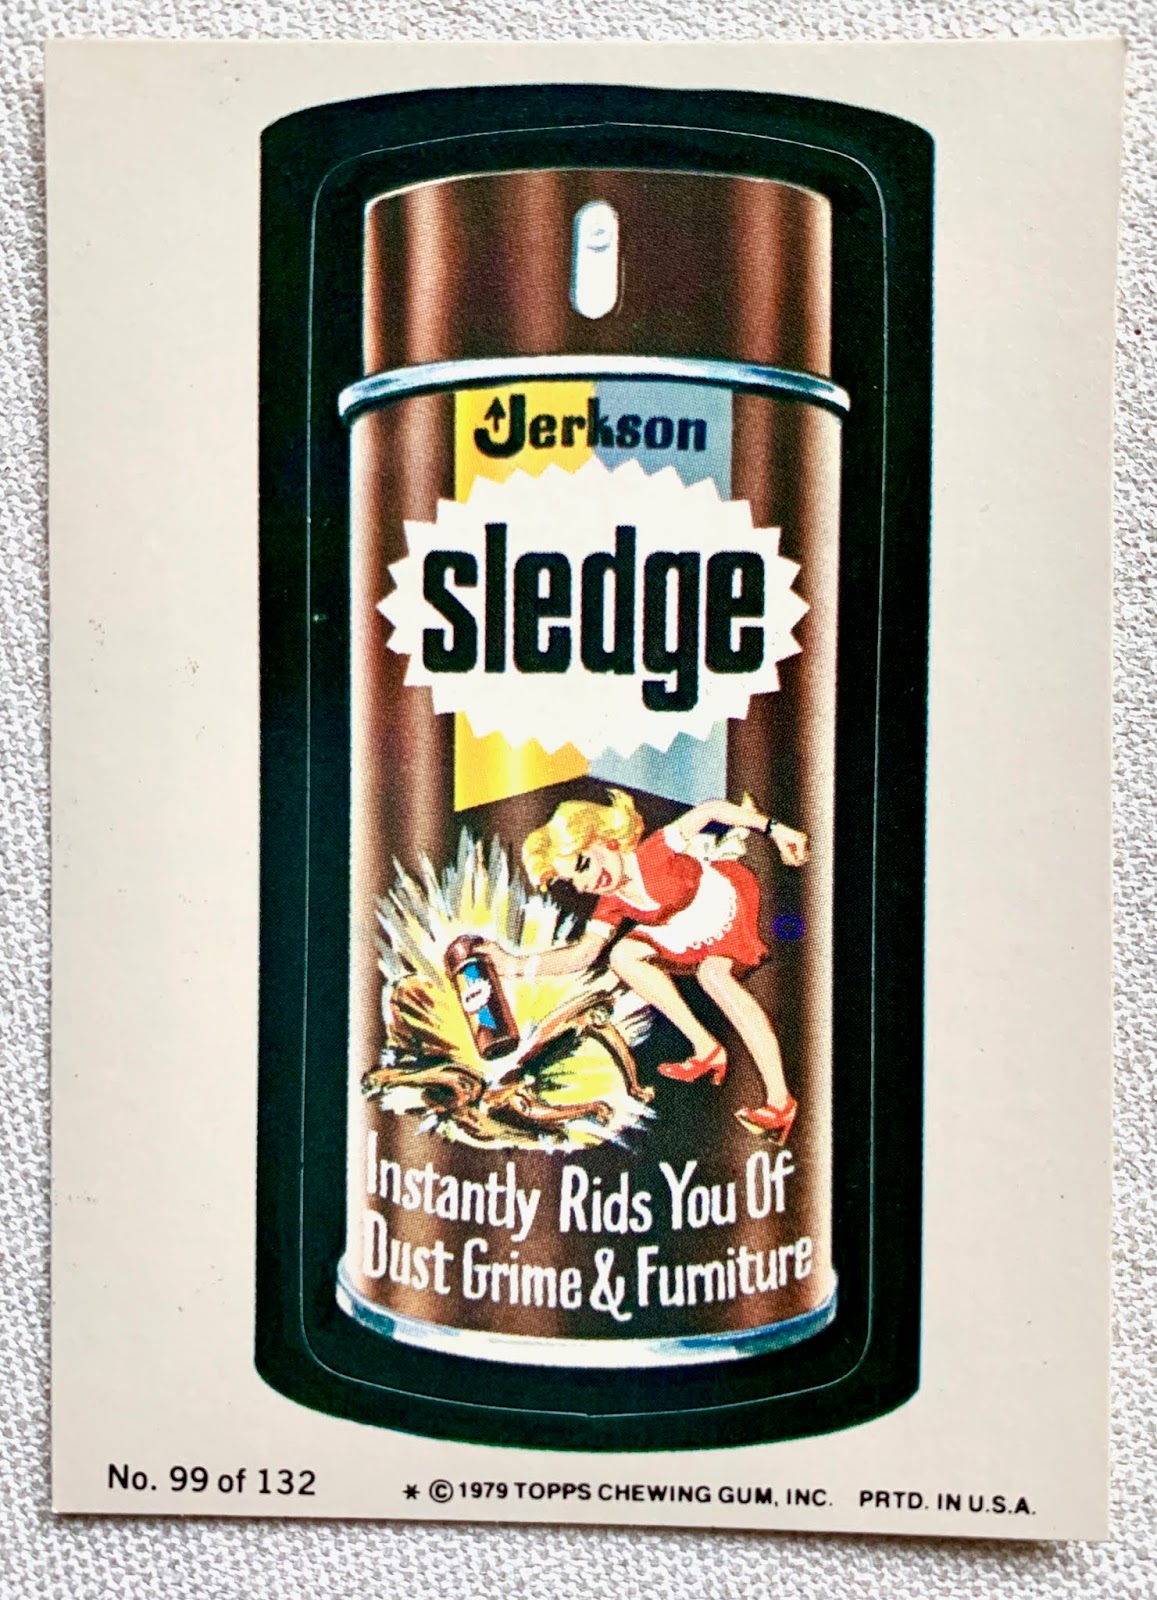 Jerkson
sledge
Instantly Rids You Of
Dust Grime & Furniture
No. 99 of 132
* © 1979 TOPPS CHEWING GUM, INC. PRTD. IN U.S.A.